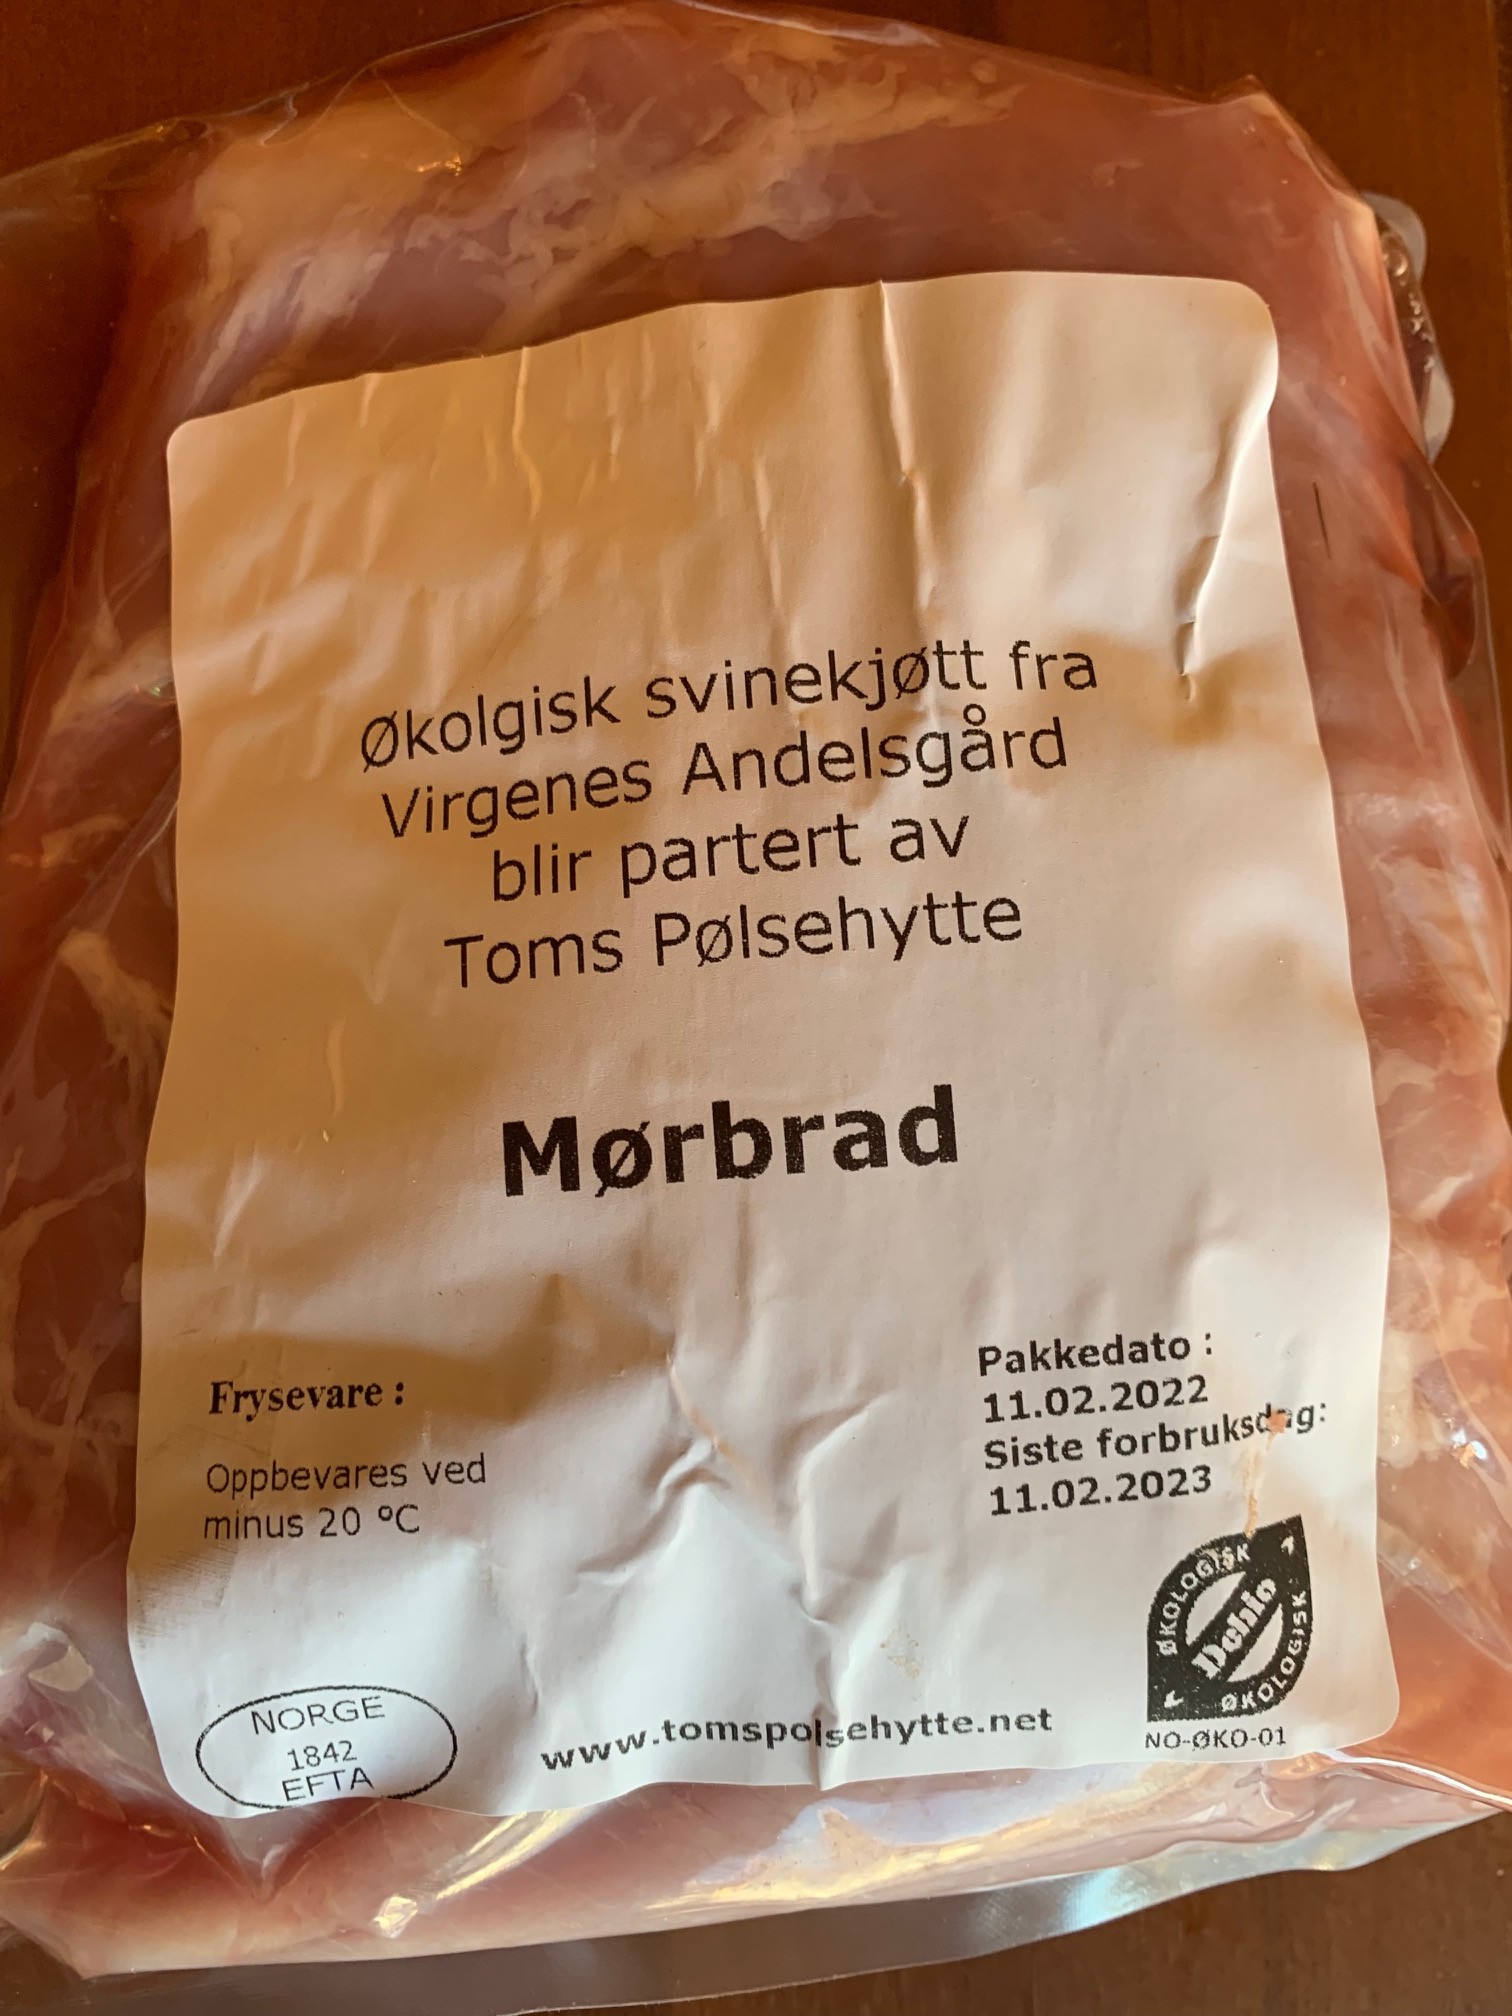 Økolgisk svinekjøtt fra
Virgenes Andelsgård
blir partert av
Toms Pølsehytte
Mørbrad
Frysevare :
Oppbevares ved
minus 20 ºC
Pakkedato :
11.02.2022
Siste forbruksdag:
11.02.2023
ØKOLOGISK
Debio
ØKOLOGISK
NO-ØKO-01
NORGE
1842
EFTA
www.tomspolsehytte.net